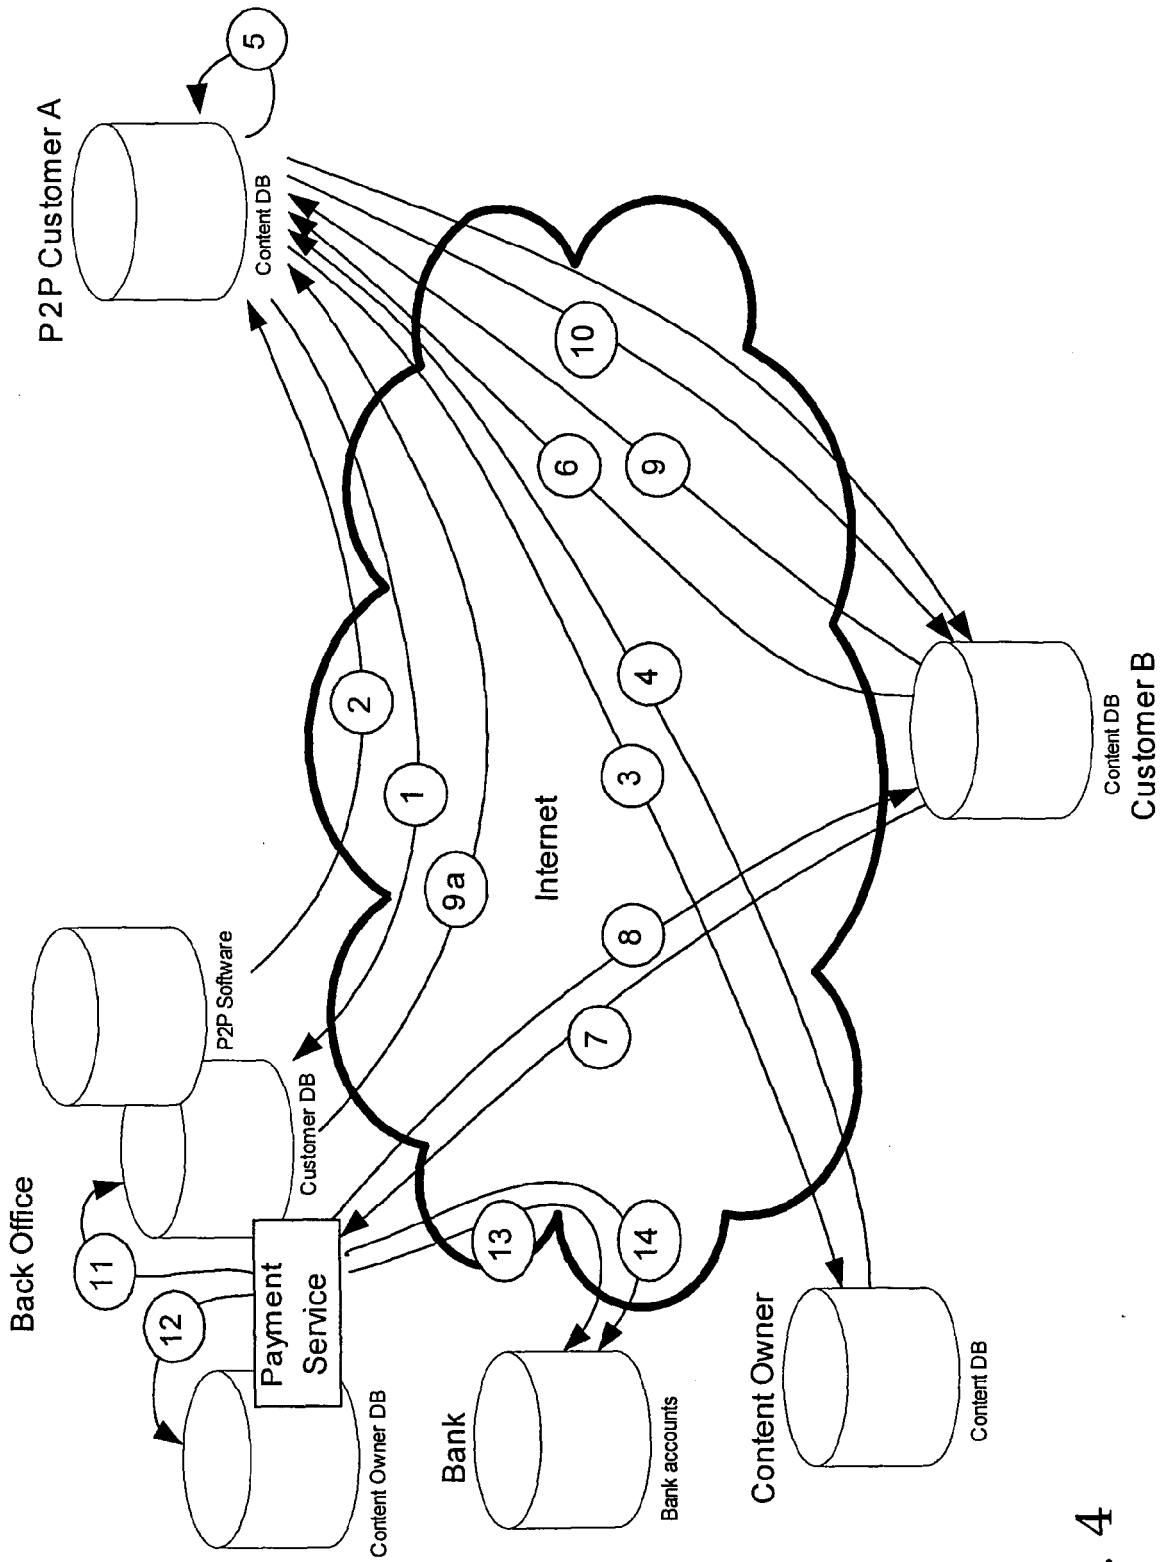 Back Office
P2P Customer A
11
12
P2P Software
5
Content DB
Payment
Service
Customer DB
2
Content Owner DB
1
Bank
9a
13
Internet
10
6
7
14
8
3
4
9
Bank accounts
Content Owner
Content DB
Content DB
Customer B
. 4